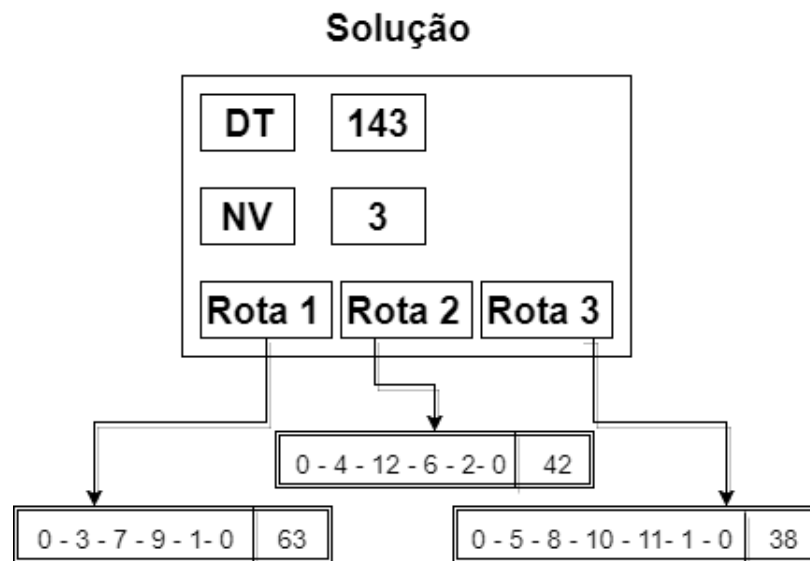 Solução
DT 143
NV 3
Rota 1 Rota 2 Rota 3
0 - 4 - 12 - 6 - 2- 0 42
0 - 3 - 7 - 9 - 1- 0 63
0 - 5 - 8 - 10 - 11- 1 - 0 38